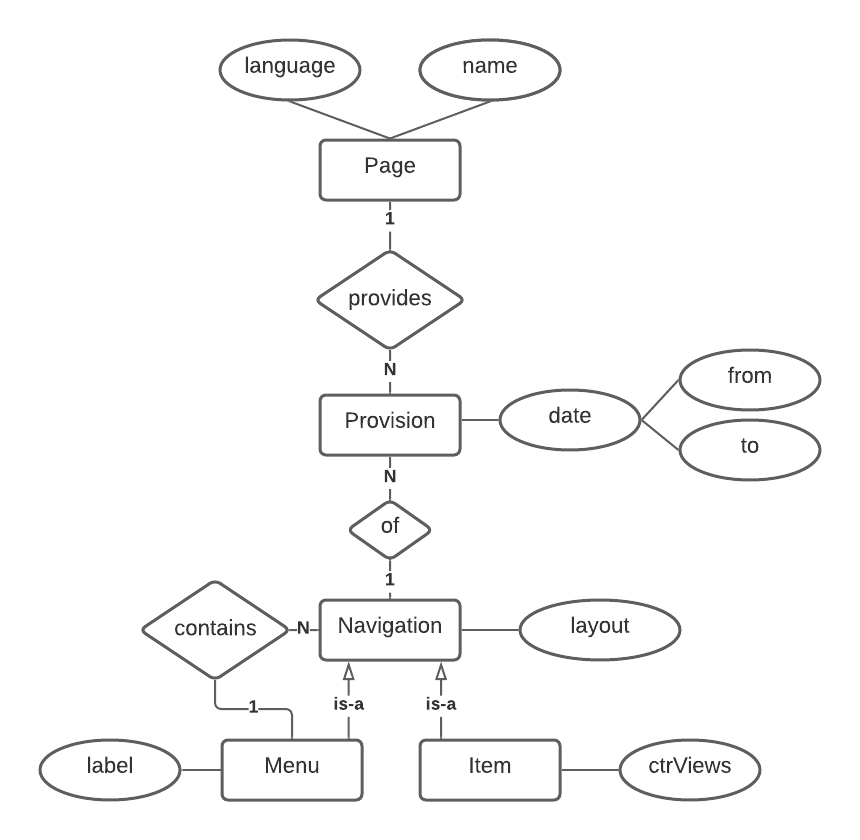 language
name
Page
1
provides
N
from
Provision
date
to
N
of
1
contains
N
Navigation
layout
1
is-a
is-a
label
Menu
Item
ctrViews